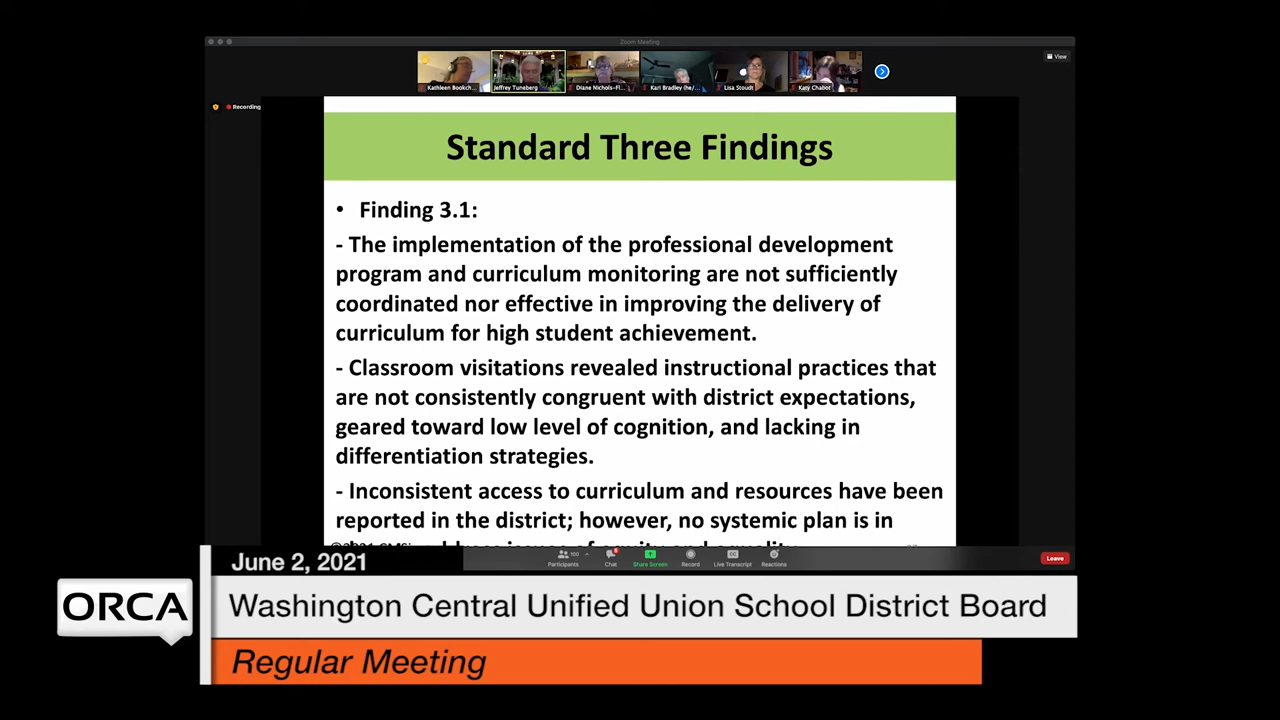 Zoom Meeting
View
Recording
Kathleen Bookch...
Jeffrey Tuneberg
Diane Nichols-Fl...
Kari Bradley (he/...
Lisa Stoudt
Katy Chabot
Standard Three Findings
• Finding 3.1:
- The implementation of the professional development
program and curriculum monitoring are not sufficiently
coordinated nor effective in improving the delivery of
curriculum for high student achievement.
- Classroom visitations revealed instructional practices that
are not consistently congruent with district expectations,
geared toward low level of cognition, and lacking in
differentiation strategies.
- Inconsistent access to curriculum and resources have been
reported in the district; however, no systemic plan is in
issues of equity and equality
Participants
100
Chat
Share Screen
Record
Live Transcript
Reactions
Leave
June 2, 2021
ORCA
Washington Central Unified Union School District Board
Regular Meeting